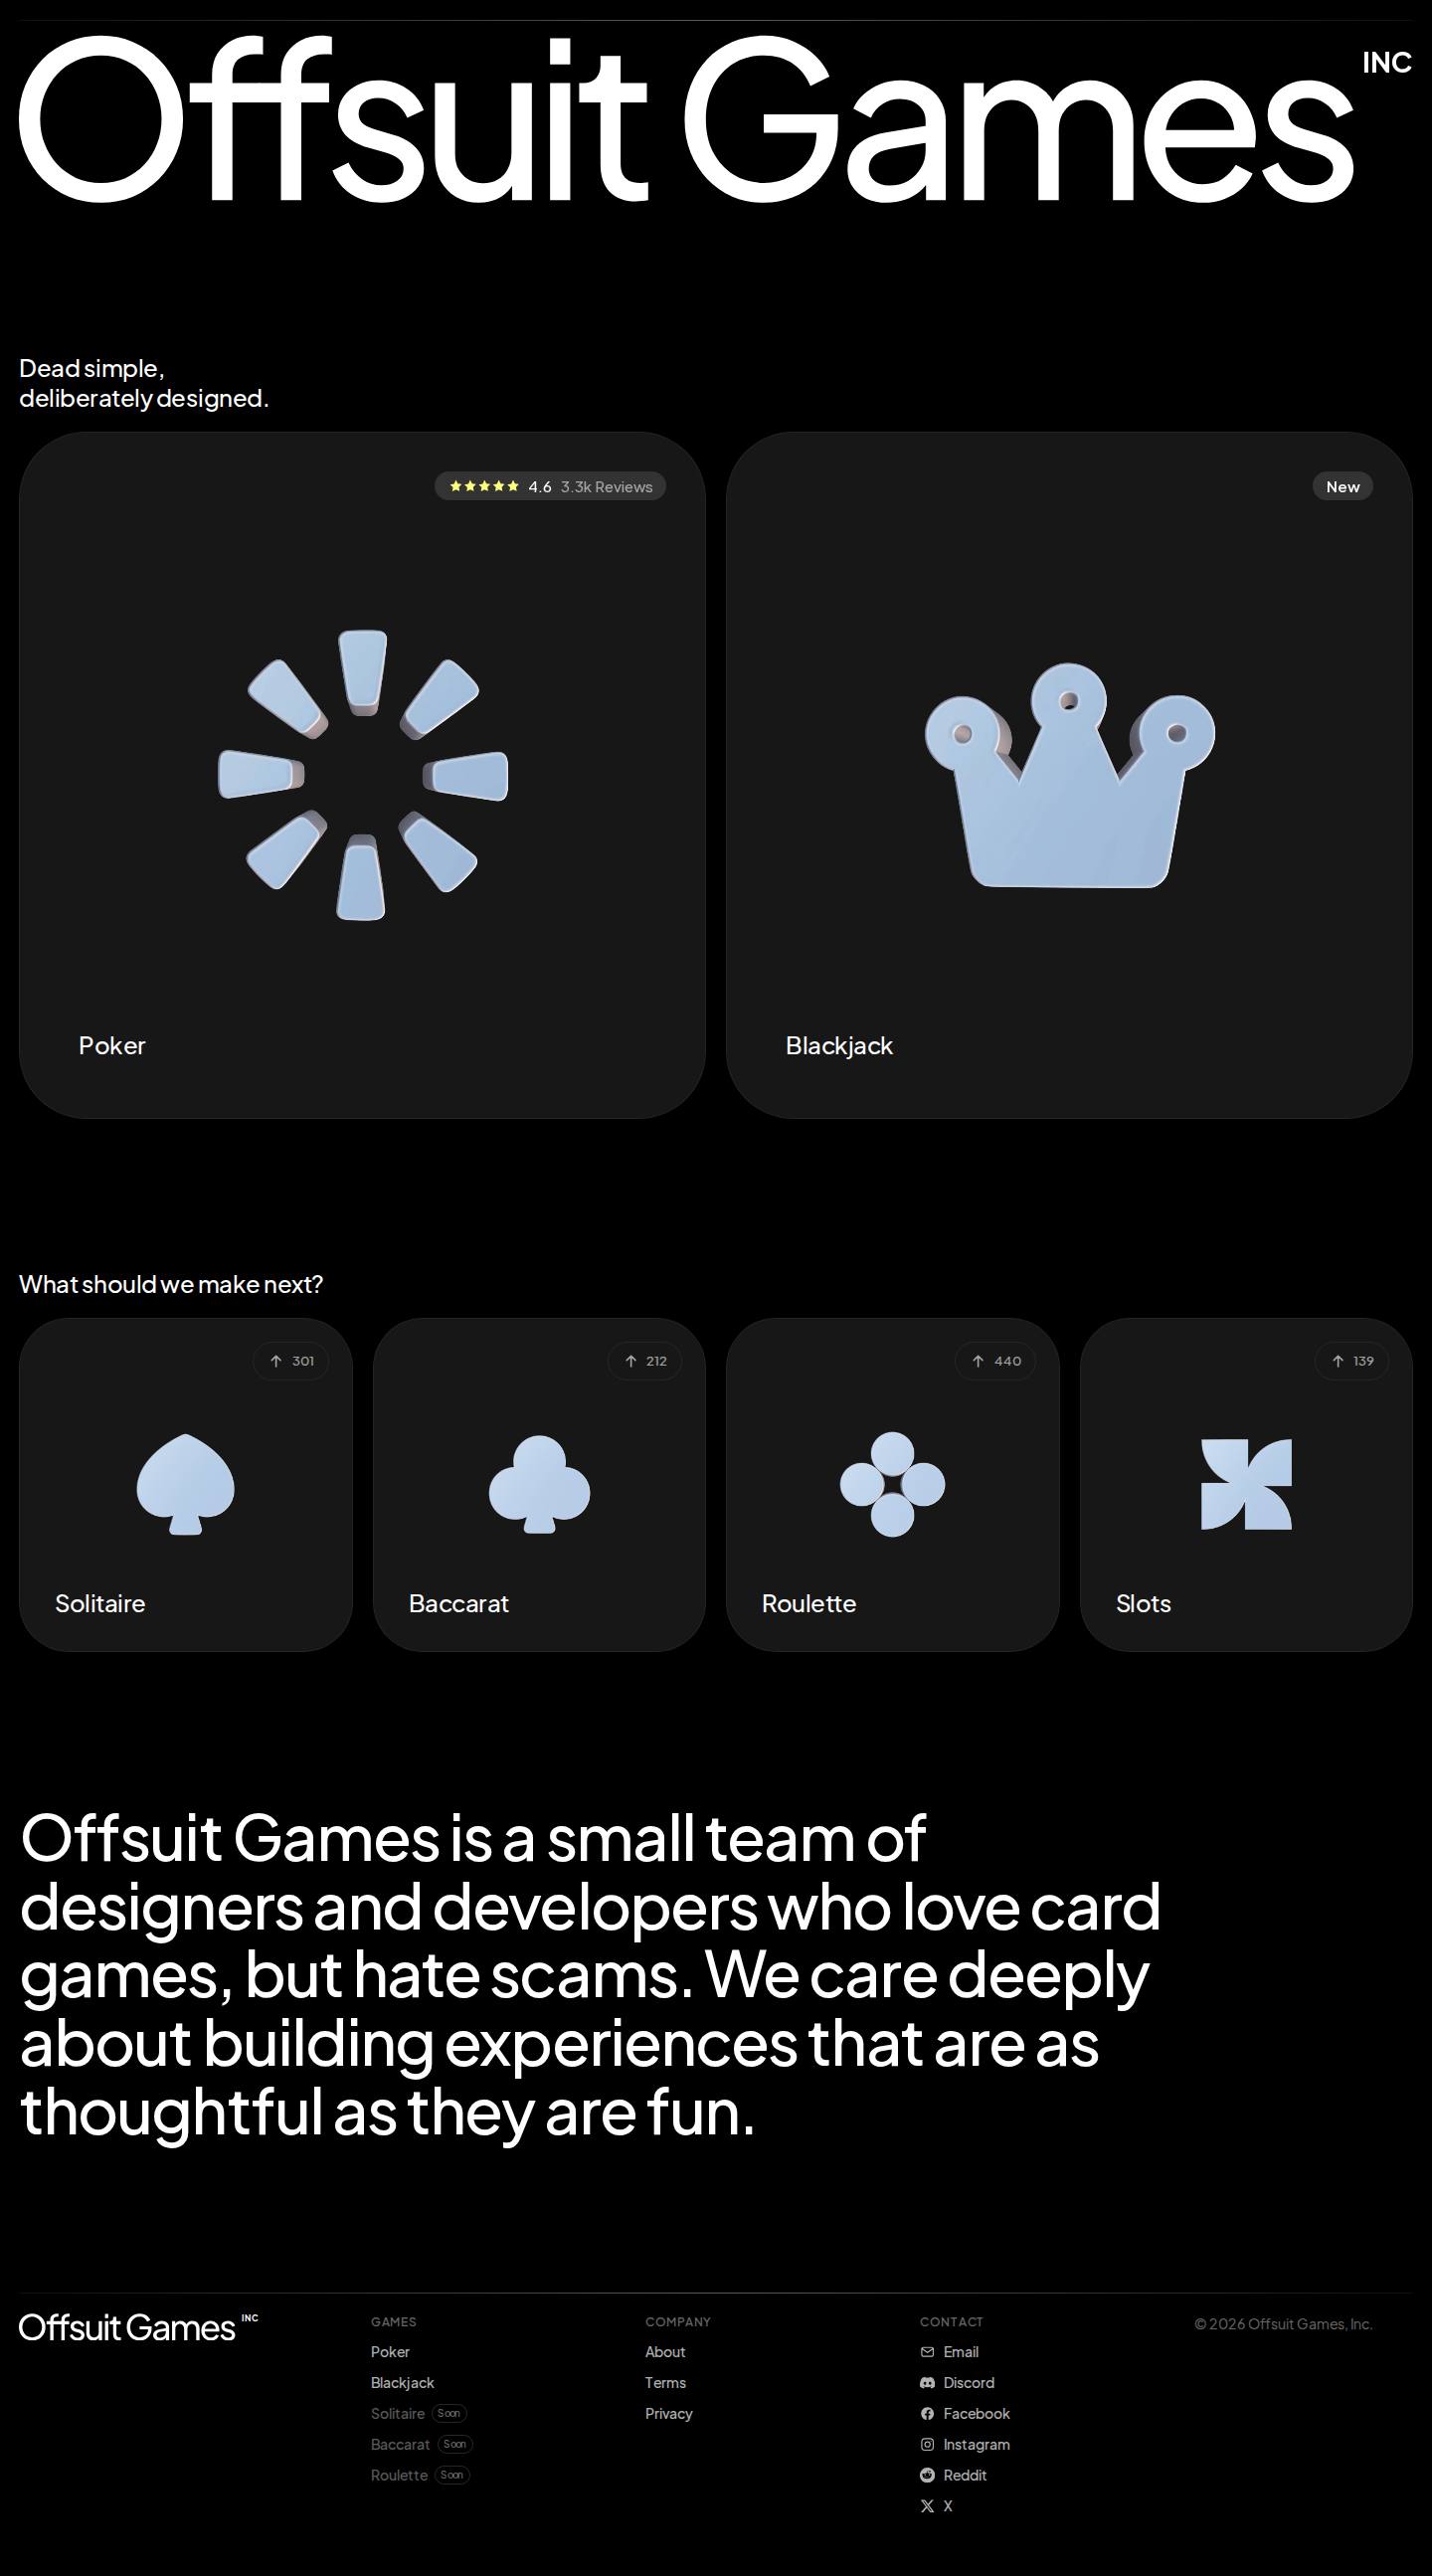 Offsuit Games INC
Dead simple,
deliberately designed.
4.6 3.3k Reviews
New
Poker
Blackjack
What should we make next?
301
212
440
139
Solitaire
Baccarat
Roulette
Slots
Offsuit Games is a small team of
designers and developers who love card
games, but hate scams. We care deeply
about building experiences that are as
thoughtful as they are fun.
Offsuit Games INC
GAMES
Poker
Blackjack
Solitaire Soon
Baccarat Soon
Roulette Soon
COMPANY
About
Terms
Privacy
CONTACT
Email
Discord
Facebook
Instagram
Reddit
X
© 2026 Offsuit Games, Inc.